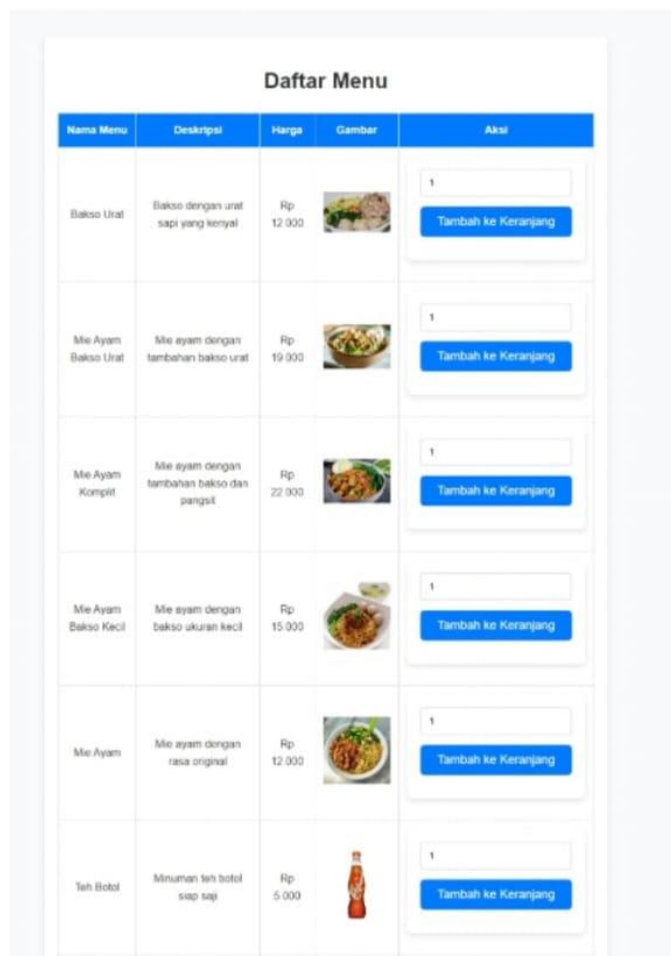 Daftar Menu
Nama Menu Deskripsi Harga Gambar Aksi
Bakso Urat
Bakso dengan urat
sapi yang kenyal
Rp
12.000
1
Tambah ke Keranjang
Mie Ayam
Bakso Urat
Mie ayam dengan
tambahan bakso urat
Rp
19.000
1
Tambah ke Keranjang
Mie Ayam
Komplit
Mie ayam dengan
tambahan bakso dan
pangsit
Rp
22.000
1
Tambah ke Keranjang
Mie Ayam
Bakso Kecil
Mie ayam dengan
bakso ukuran kecil
Rp
15.000
1
Tambah ke Keranjang
Mie Ayam
Mie ayam dengan
rasa original
Rp
12.000
1
Tambah ke Keranjang
Teh Botol
Minuman teh botol
siap saji
Rp
5.000
1
Tambah ke Keranjang